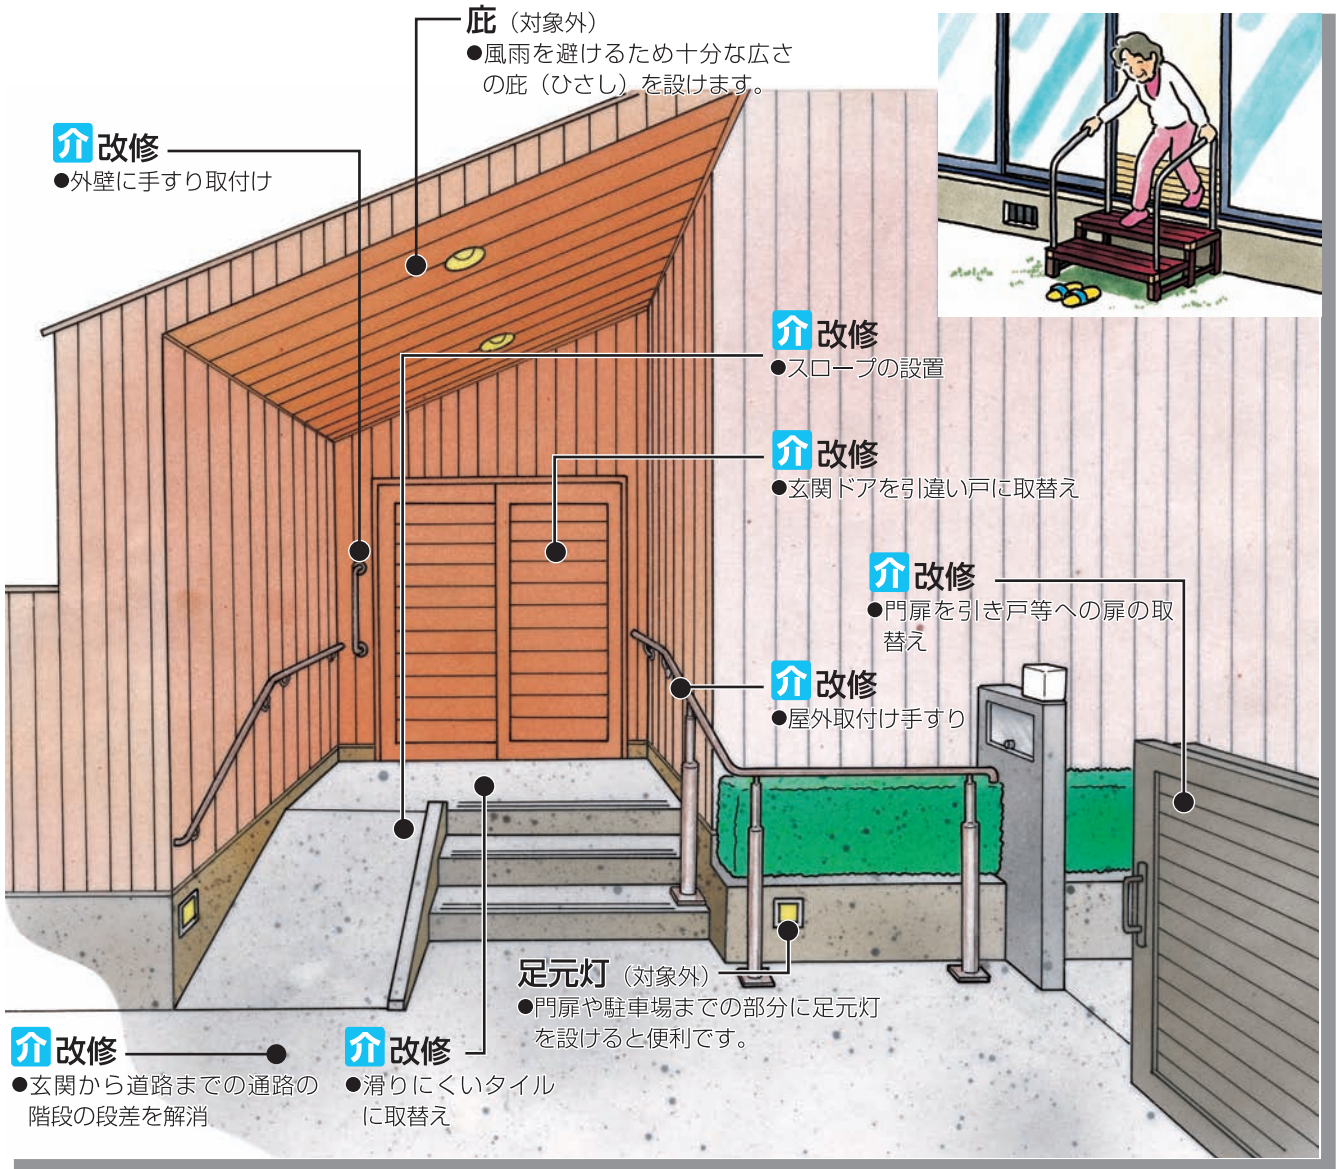 庇（対象外）
●風雨を避けるため十分な広さ
の庇（ひさし）を設けます。
介 改修
●外壁に手すり取付け
介 改修
●スロープの設置
介 改修
●玄関ドアを引違い戸に取替え
介 改修
●門扉を引き戸等への扉の取
替え
介 改修
●屋外取付け手すり
足元灯（対象外）
●門扉や駐車場までの部分に足元灯
を設けると便利です。
介 改修
●玄関から道路までの通路の
階段の段差を解消
介 改修
●滑りにくいタイル
に取替え